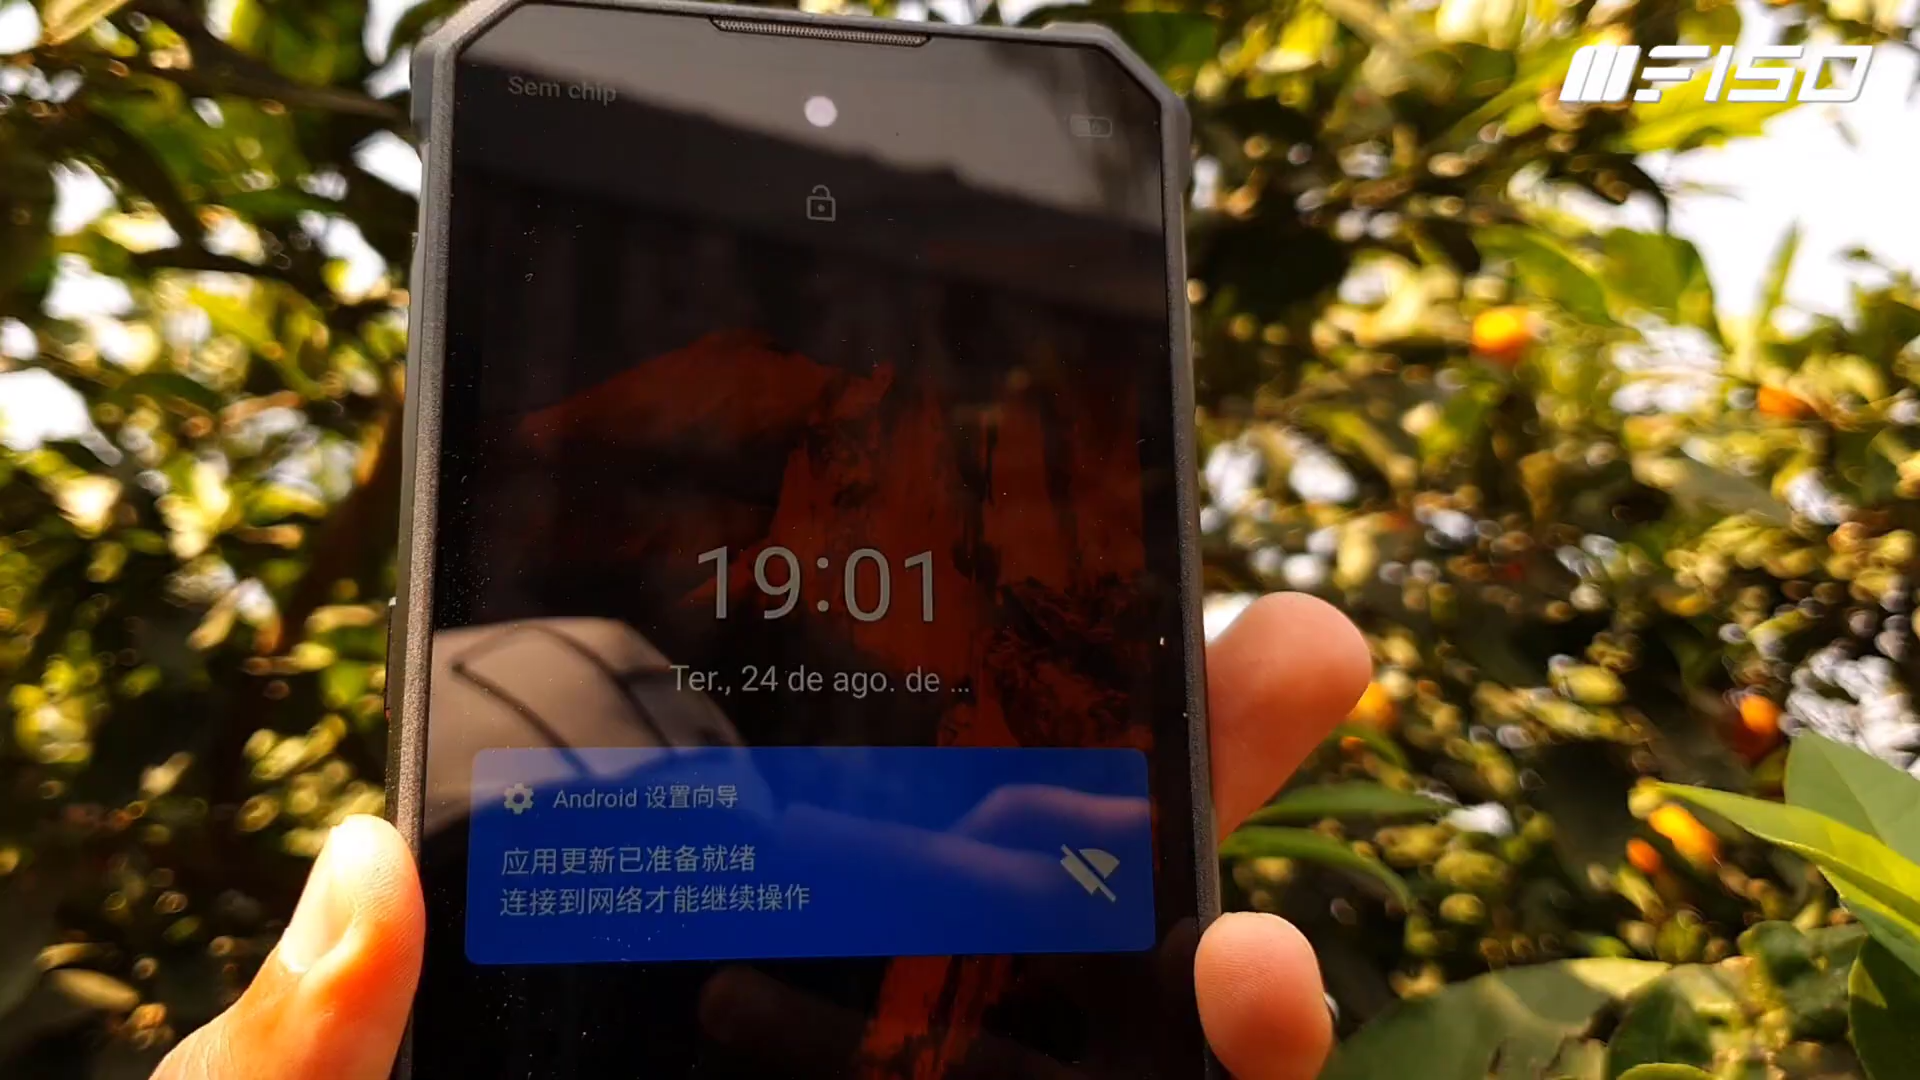 MFISO
Sem chip
19:01
Ter., 24 de ago. de ...
Android 设置向导
应用更新已准备就绪
连接到网络才能继续操作